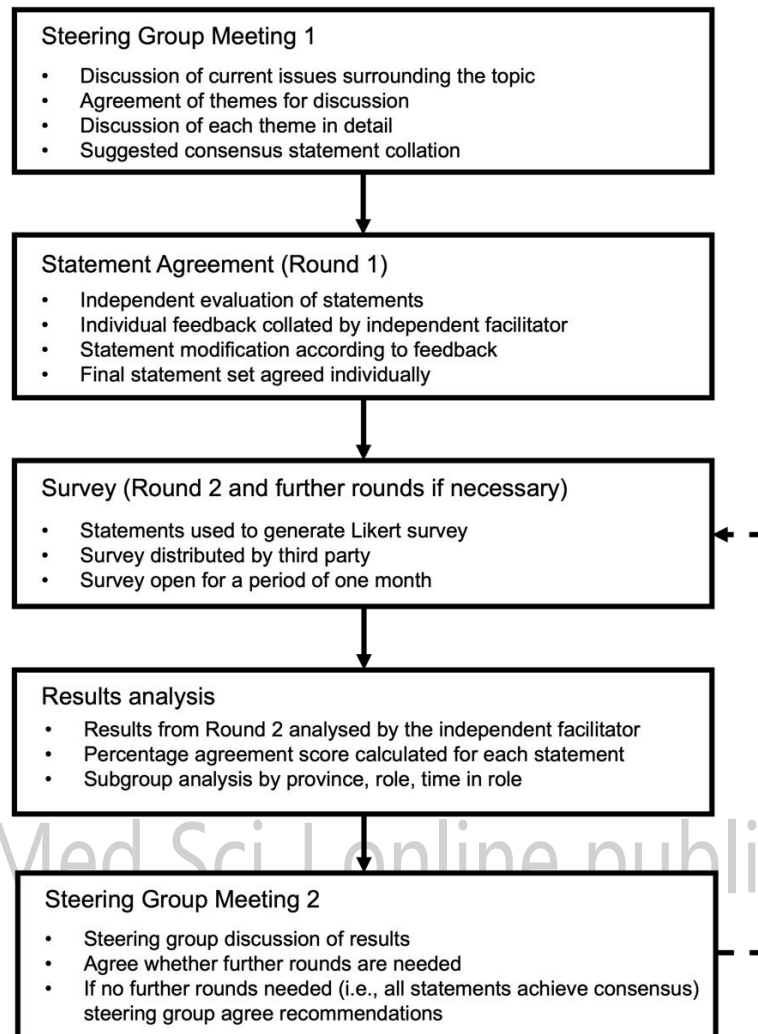 Steering Group Meeting 1
• Discussion of current issues surrounding the topic
• Agreement of themes for discussion
• Discussion of each theme in detail
• Suggested consensus statement collation
Statement Agreement (Round 1)
• Independent evaluation of statements
• Individual feedback collated by independent facilitator
• Statement modification according to feedback
• Final statement set agreed individually
Survey (Round 2 and further rounds if necessary)
• Statements used to generate Likert survey
• Survey distributed by third party
• Survey open for a period of one month
Results analysis
• Results from Round 2 analysed by the independent facilitator
• Percentage agreement score calculated for each statement
• Subgroup analysis by province, role, time in role
Med Sci J online publi
Steering Group Meeting 2
• Steering group discussion of results
• Agree whether further rounds are needed
• If no further rounds needed (i.e., all statements achieve consensus)
steering group agree recommendations